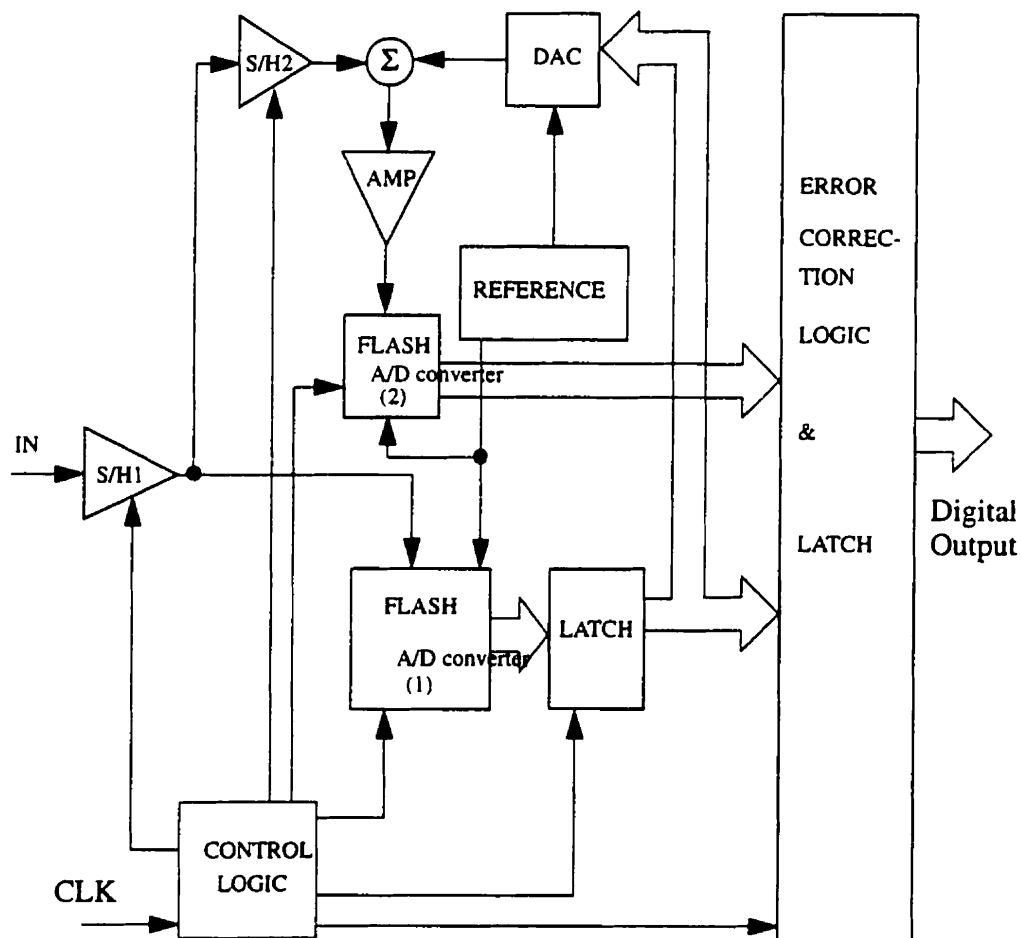 S/H2
Σ
DAC
AMP
ERROR
CORREC-
TION
LOGIC
&
LATCH
REFERENCE
FLASH
A/D converter
(2)
IN
S/H1
Digital
Output
FLASH
A/D converter
(1)
LATCH
CONTROL
LOGIC
CLK